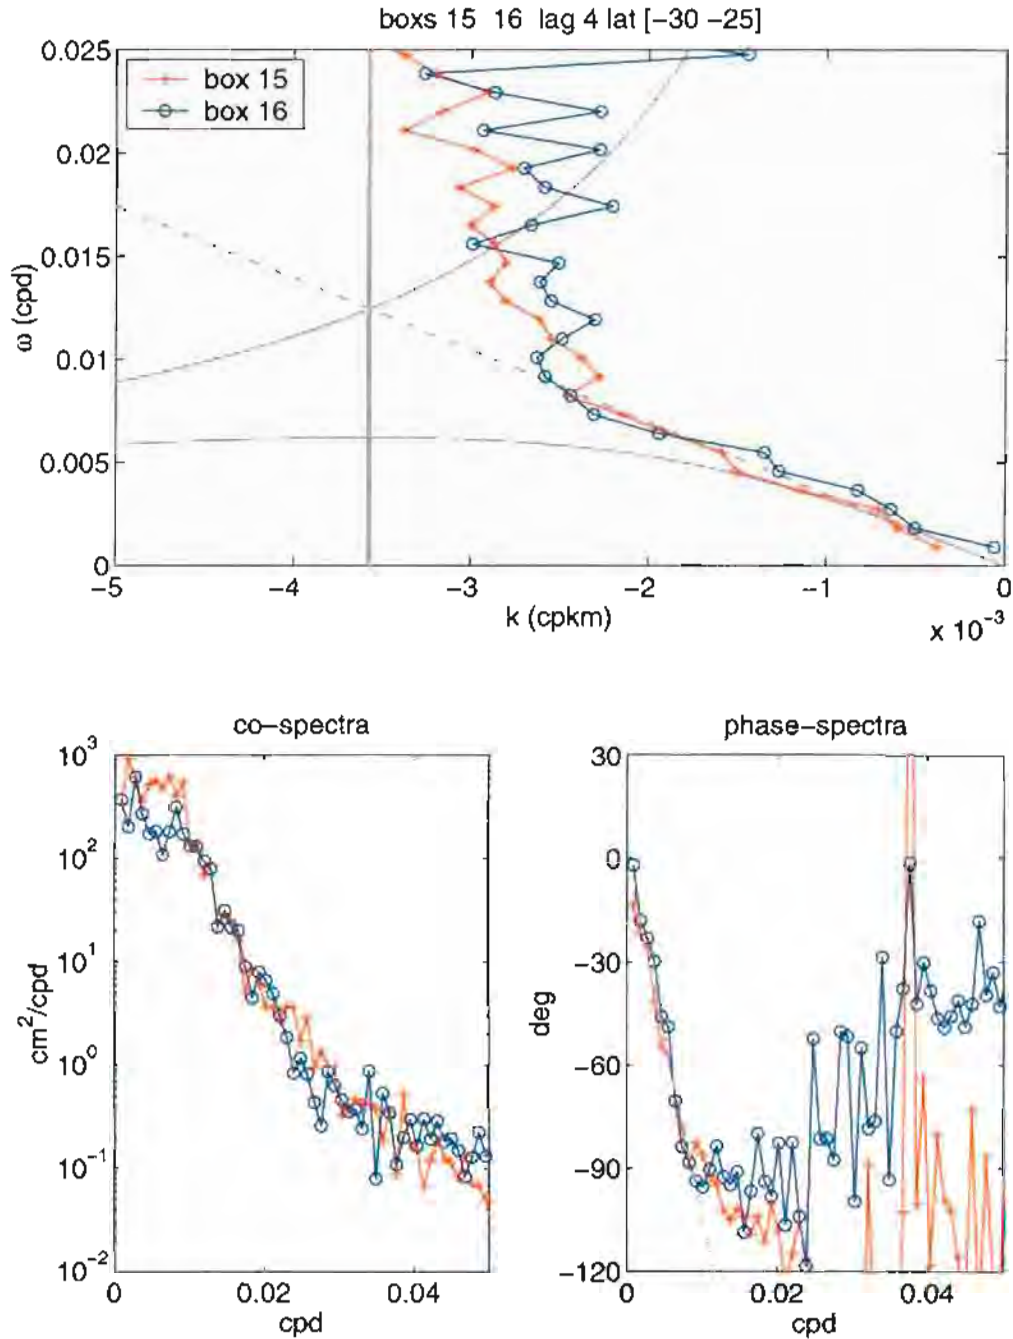 boxs 15 16 lag 4 lat [−30 −25]
0.025
box 15
box 16
0.02
0.015
ω (cpd)
0.01
0.005
0
−5
−4
−3
−2
−1
0
k (cpkm)
x 10⁻³
co−spectra
phase−spectra
10³
10²
10¹
10⁰
10⁻¹
10⁻²
cm²/cpd
0
0.02
0.04
cpd
30
0
−30
−60
−90
−120
deg
0
0.02
0.04
cpd